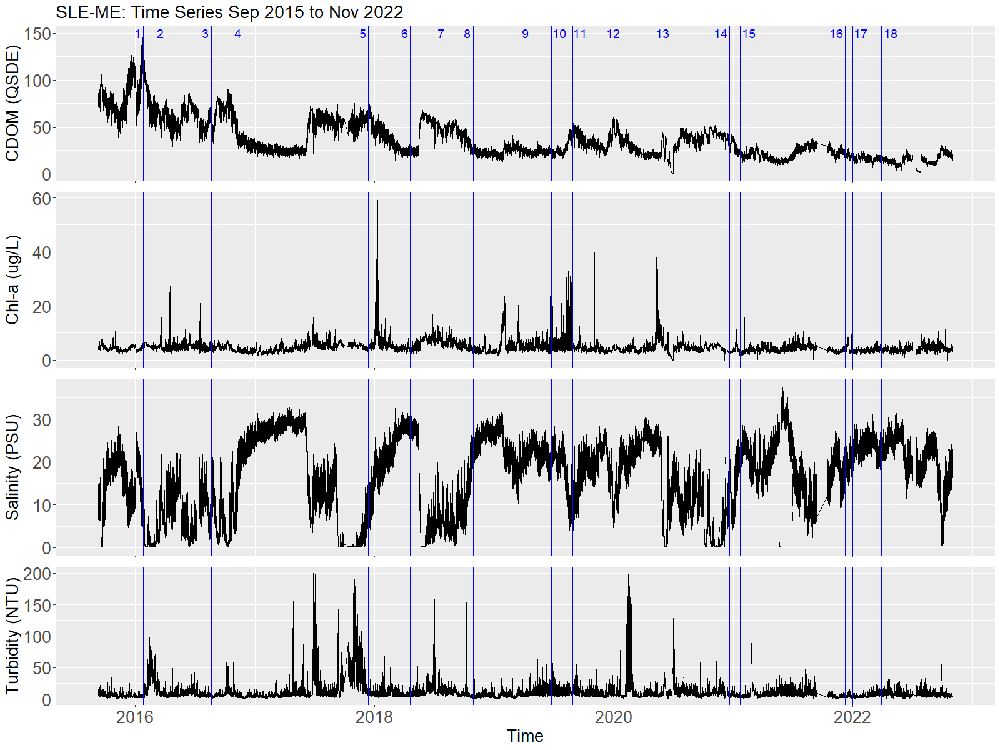 SLE-ME: Time Series Sep 2015 to Nov 2022
1 2 3 4 5 6 7 8 9 10 11 12 13 14 15 16 17 18
CDOM (QSDE)
150
100
50
0
Chl-a (ug/L)
60
40
20
0
Salinity (PSU)
30
20
10
0
Turbidity (NTU)
200
150
100
50
0
2016 2018 2020 2022
Time